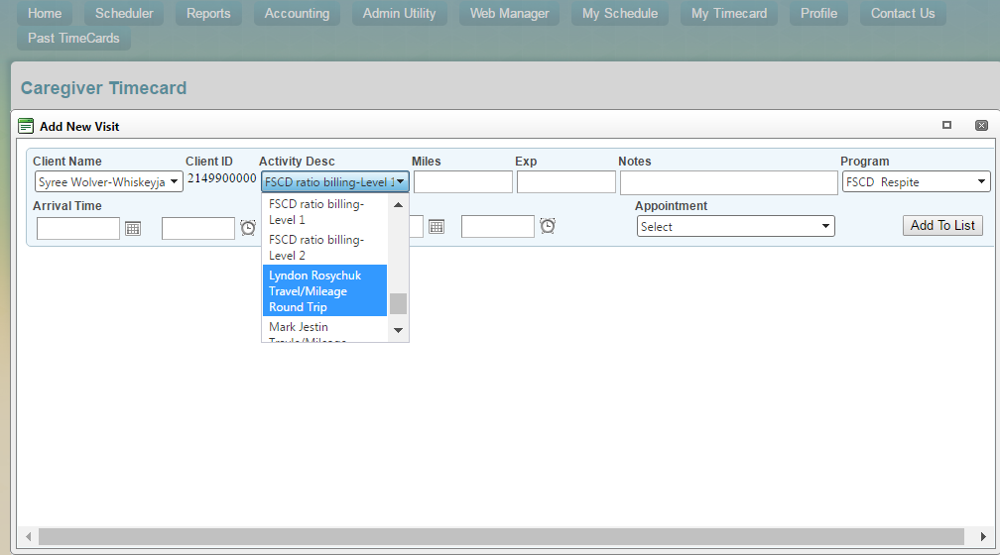 Home Scheduler Reports Accounting Admin Utility Web Manager My Schedule My Timecard Profile Contact Us
Past TimeCards
Caregiver Timecard
Add New Visit
Client Name Client ID Activity Desc Miles Exp Notes Program
Syree Wolver-Whiskeyja 2149900000 FSCD ratio billing-Level 1 FSCD Respite
Arrival Time Appointment
Select Add To List
FSCD ratio billing-
Level 1
FSCD ratio billing-
Level 2
Lyndon Rosychuk
Travel/Mileage
Round Trip
Mark Jestin